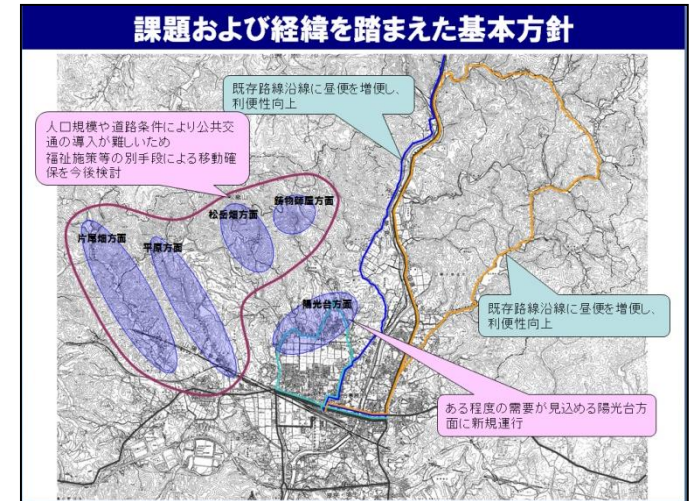 課題および経緯を踏まえた基本方針
既存路線沿線に昼便を増便し、
利便性向上
人口規模や道路条件により公共交
通の導入が難しいため
福祉施策等の別手段による移動確
保を今後検討
鋳物師屋方面
松岳畑方面
片尾畑方面
平原方面
陽光台方面
既存路線沿線に昼便を増便し、
利便性向上
ある程度の需要が見込める陽光台方
面に新規運行